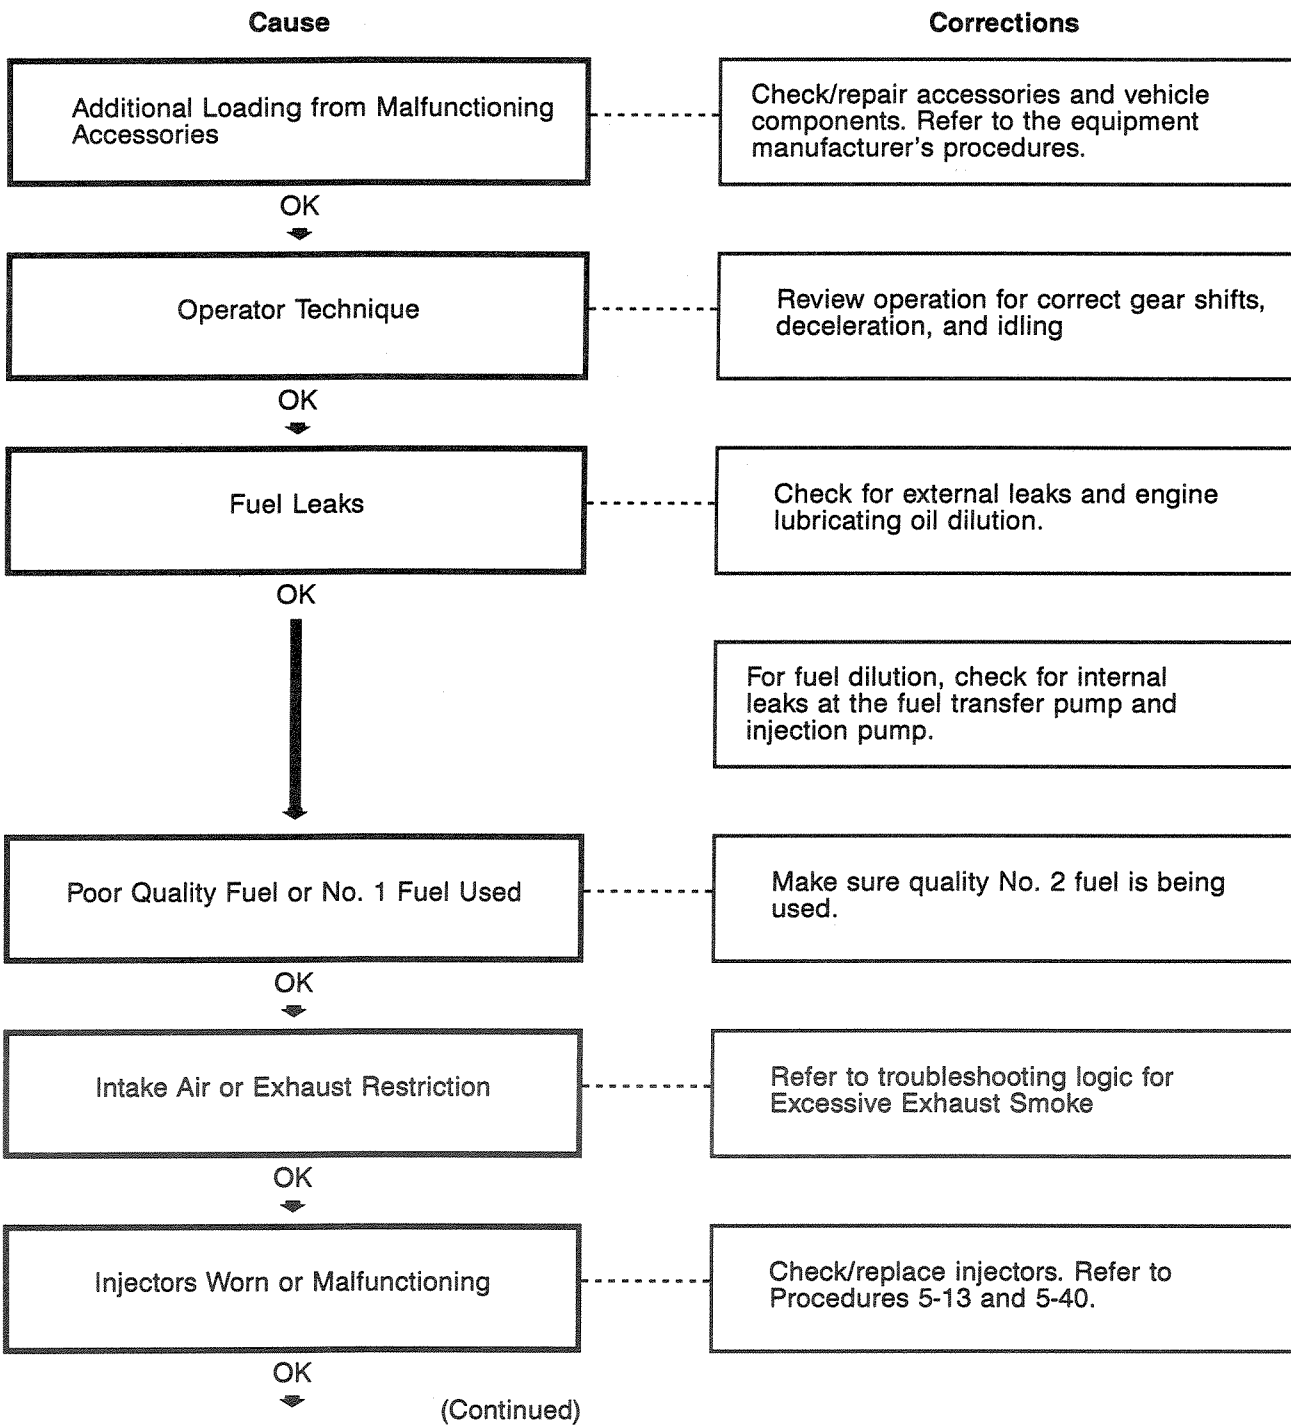 Cause
Corrections
Additional Loading from Malfunctioning
Accessories
Check/repair accessories and vehicle
components. Refer to the equipment
manufacturer's procedures.
OK
Operator Technique
Review operation for correct gear shifts,
deceleration, and idling
OK
Fuel Leaks
Check for external leaks and engine
lubricating oil dilution.
OK
For fuel dilution, check for internal
leaks at the fuel transfer pump and
injection pump.
Poor Quality Fuel or No. 1 Fuel Used
Make sure quality No. 2 fuel is being
used.
OK
Intake Air or Exhaust Restriction
Refer to troubleshooting logic for
Excessive Exhaust Smoke
OK
Injectors Worn or Malfunctioning
Check/replace injectors. Refer to
Procedures 5-13 and 5-40.
OK
(Continued)